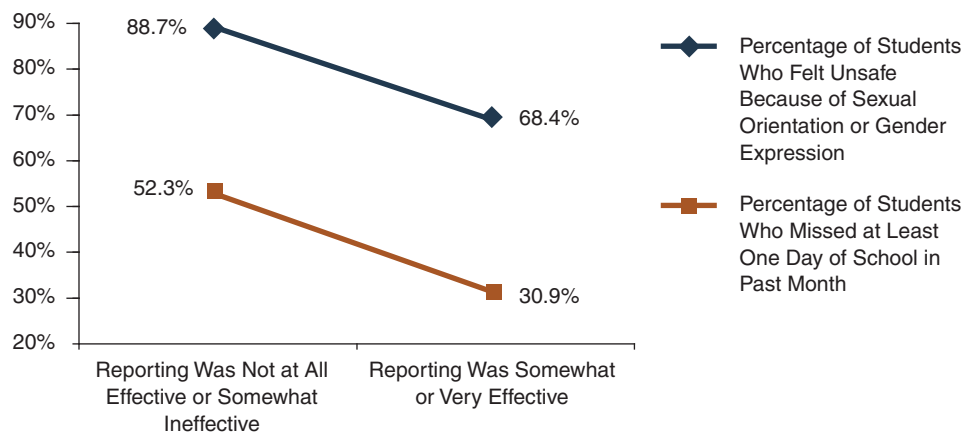 90%
80%
70%
60%
50%
40%
30%
20%
88.7%
68.4%
52.3%
30.9%
Reporting Was Not at All
Effective or Somewhat
Ineffective
Reporting Was Somewhat
or Very Effective
Percentage of Students
Who Felt Unsafe
Because of Sexual
Orientation or Gender
Expression
Percentage of Students
Who Missed at Least
One Day of School in
Past Month